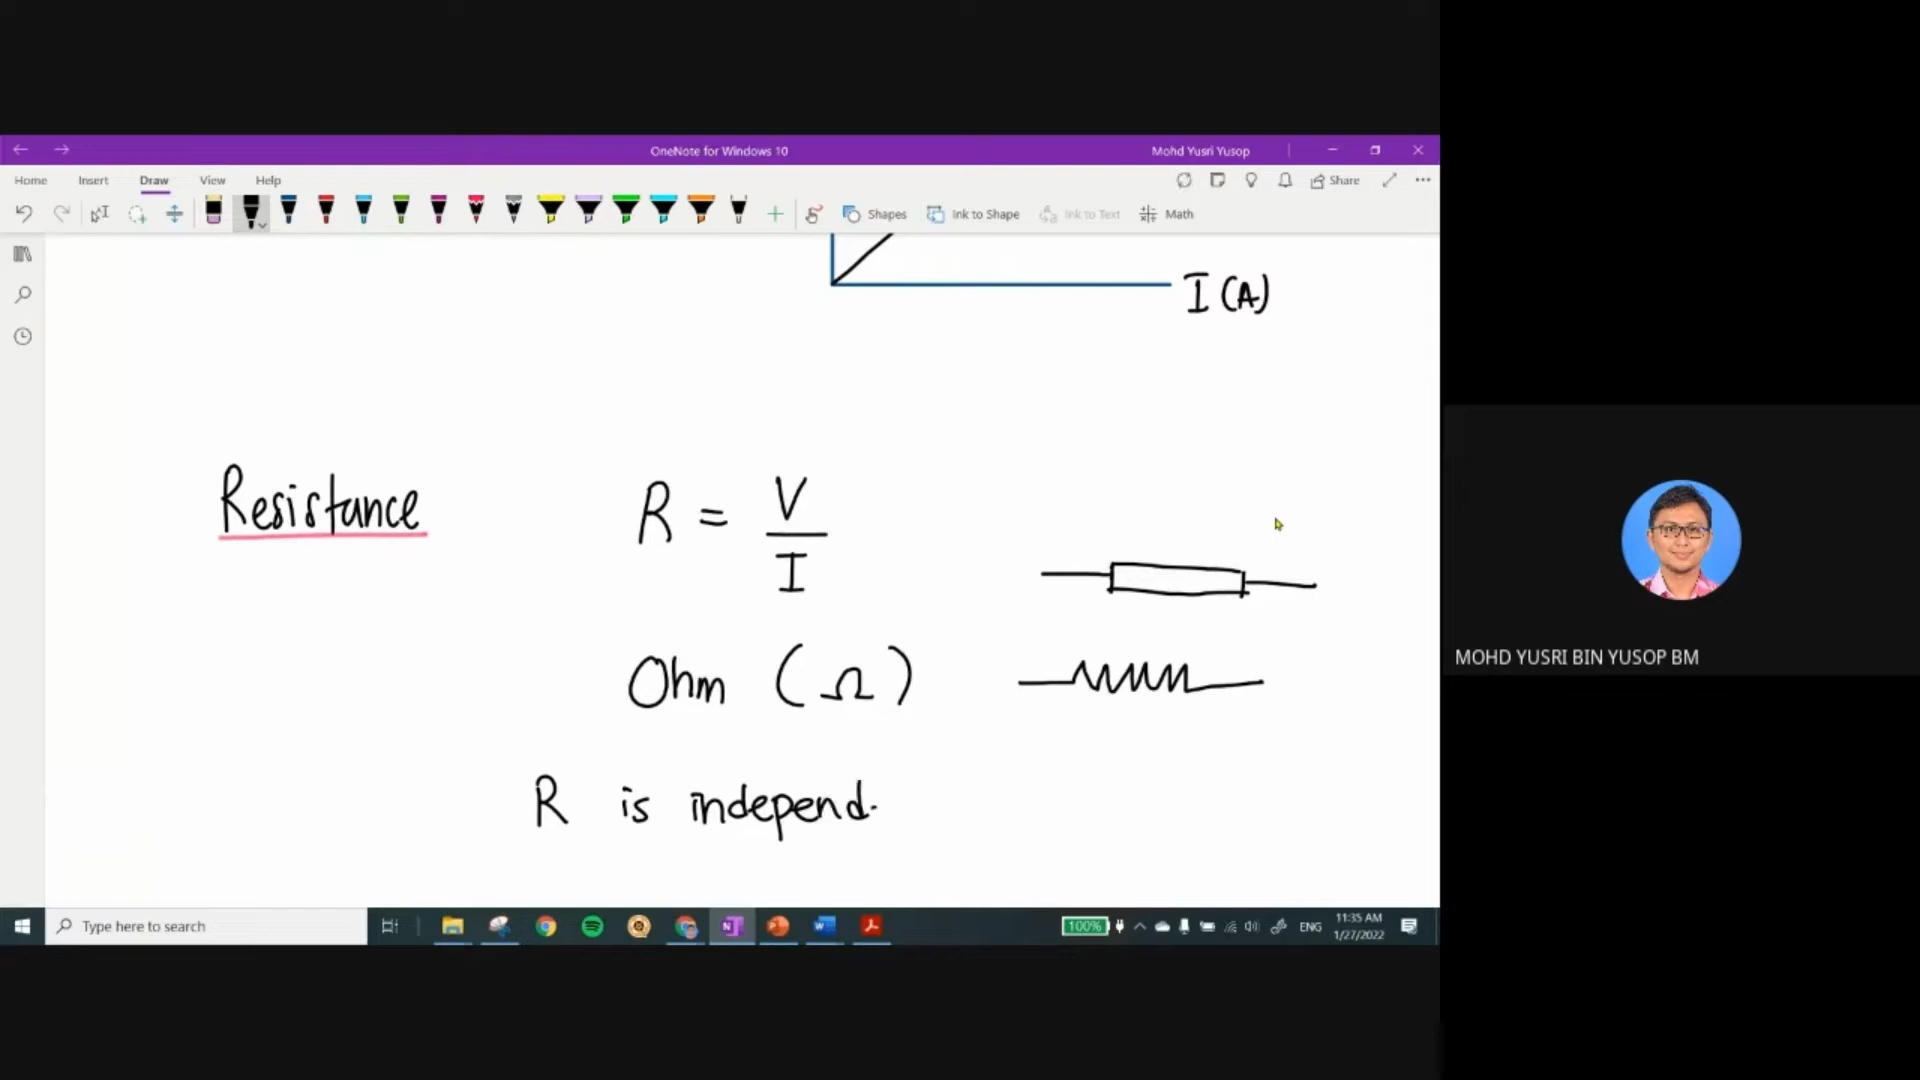 OneNote for Windows 10
Mohd Yusri Yusop
Home Insert Draw View Help
Share
Shapes Ink to Shape Ink to Text Math
I (A)
Resistance
R = V
I
Ohm (Ω)
R is independ.
MOHD YUSRI BIN YUSOP BM
Type here to search
100%
ENG
11:35 AM
1/27/2022